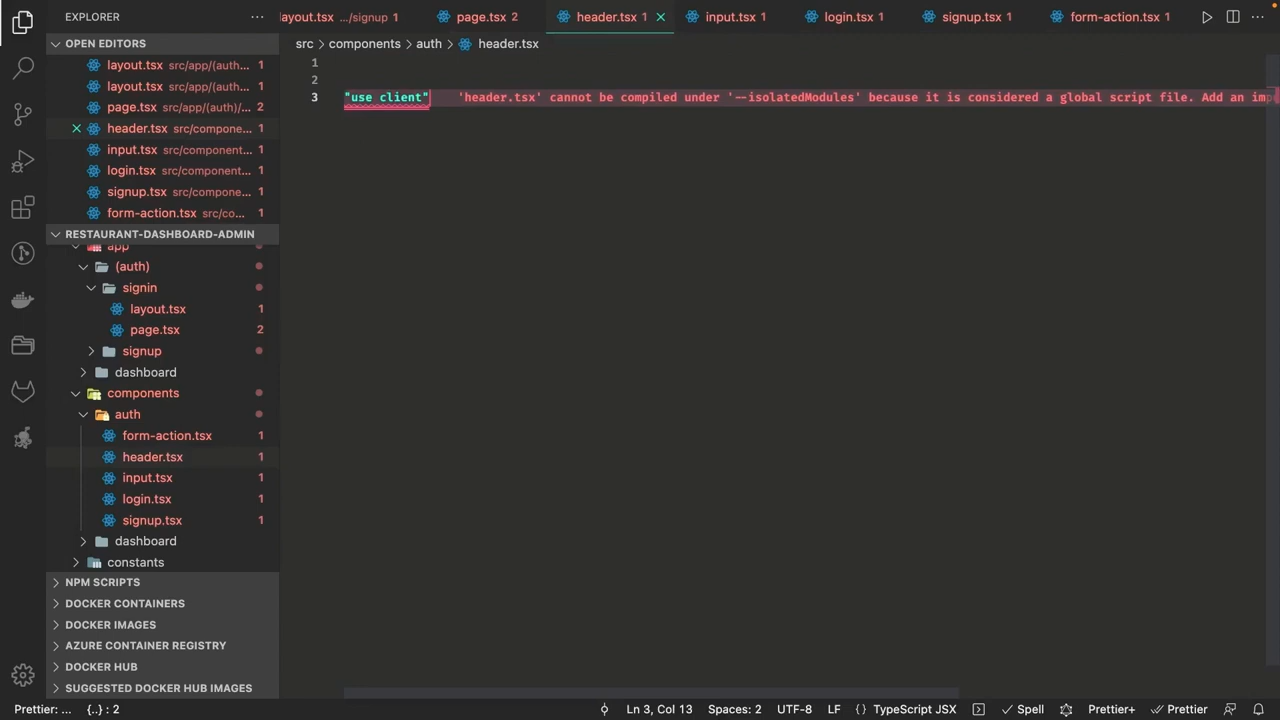 EXPLORER
layout.tsx .../signup 1
page.tsx 2
header.tsx 1
input.tsx 1
login.tsx 1
signup.tsx 1
form-action.tsx 1
OPEN EDITORS
layout.tsx src/app/(auth... 1
layout.tsx src/app/(auth... 1
page.tsx src/app/(auth)/... 2
header.tsx src/compone... 1
input.tsx src/component... 1
login.tsx src/component... 1
signup.tsx src/compone... 1
form-action.tsx src/co... 1
RESTAURANT-DASHBOARD-ADMIN
app
(auth)
signin
layout.tsx 1
page.tsx 2
signup
dashboard
components
auth
form-action.tsx 1
header.tsx 1
input.tsx 1
login.tsx 1
signup.tsx 1
dashboard
constants
NPM SCRIPTS
DOCKER CONTAINERS
DOCKER IMAGES
AZURE CONTAINER REGISTRY
DOCKER HUB
SUGGESTED DOCKER HUB IMAGES
src > components > auth > header.tsx
1
2
3 "use client" 'header.tsx' cannot be compiled under '--isolatedModules' because it is considered a global script file. Add an imp
Prettier: ... {..} : 2 Ln 3, Col 13 Spaces: 2 UTF-8 LF {} TypeScript JSX Spell Prettier+ Prettier